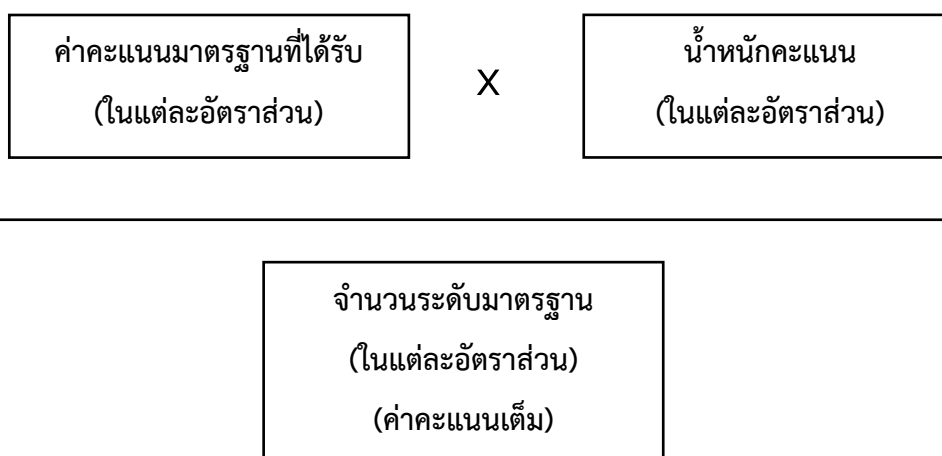 ค่าคะแนนมาตรฐานที่ได้รับ
(ในแต่ละอัตราส่วน)
X
น้ำหนักคะแนน
(ในแต่ละอัตราส่วน)
จำนวนระดับมาตรฐาน
(ในแต่ละอัตราส่วน)
(ค่าคะแนนเต็ม)